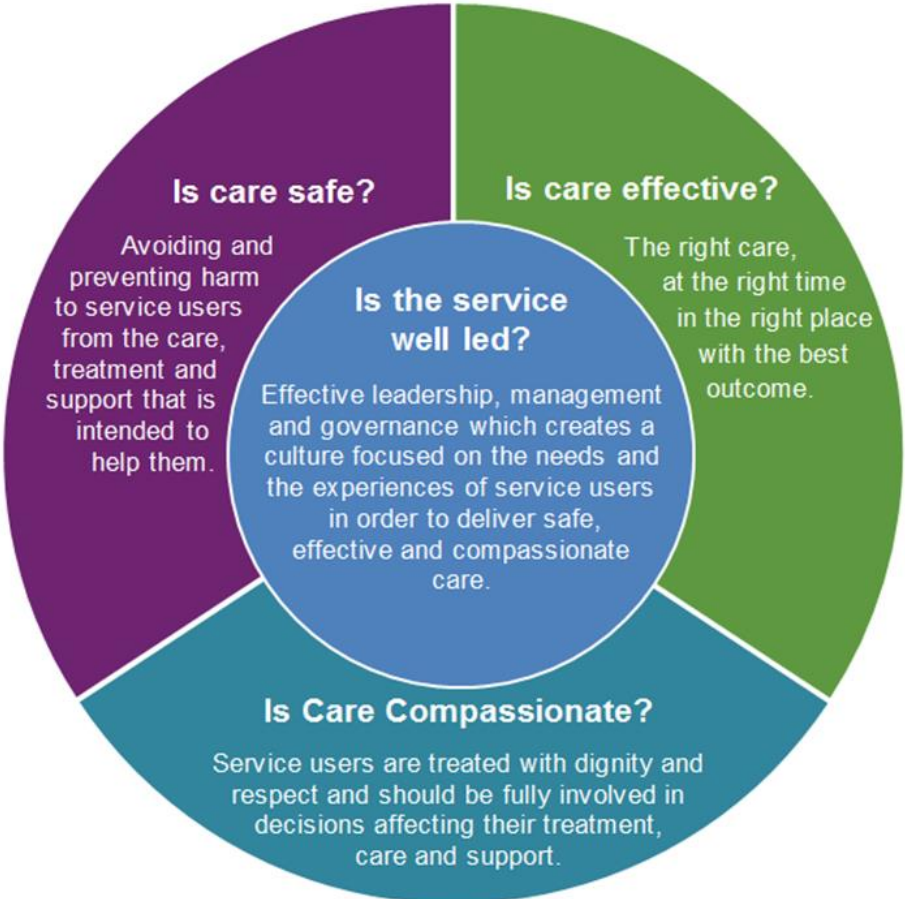 Is care safe?
Avoiding and
preventing harm
to service users
from the care,
treatment and
support that is
intended to
help them.
Is care effective?
The right care,
at the right time
in the right place
with the best
outcome.
Is the service
well led?
Effective leadership, management
and governance which creates a
culture focused on the needs and
the experiences of service users
in order to deliver safe,
effective and compassionate
care.
Is Care Compassionate?
Service users are treated with dignity and
respect and should be fully involved in
decisions affecting their treatment,
care and support.